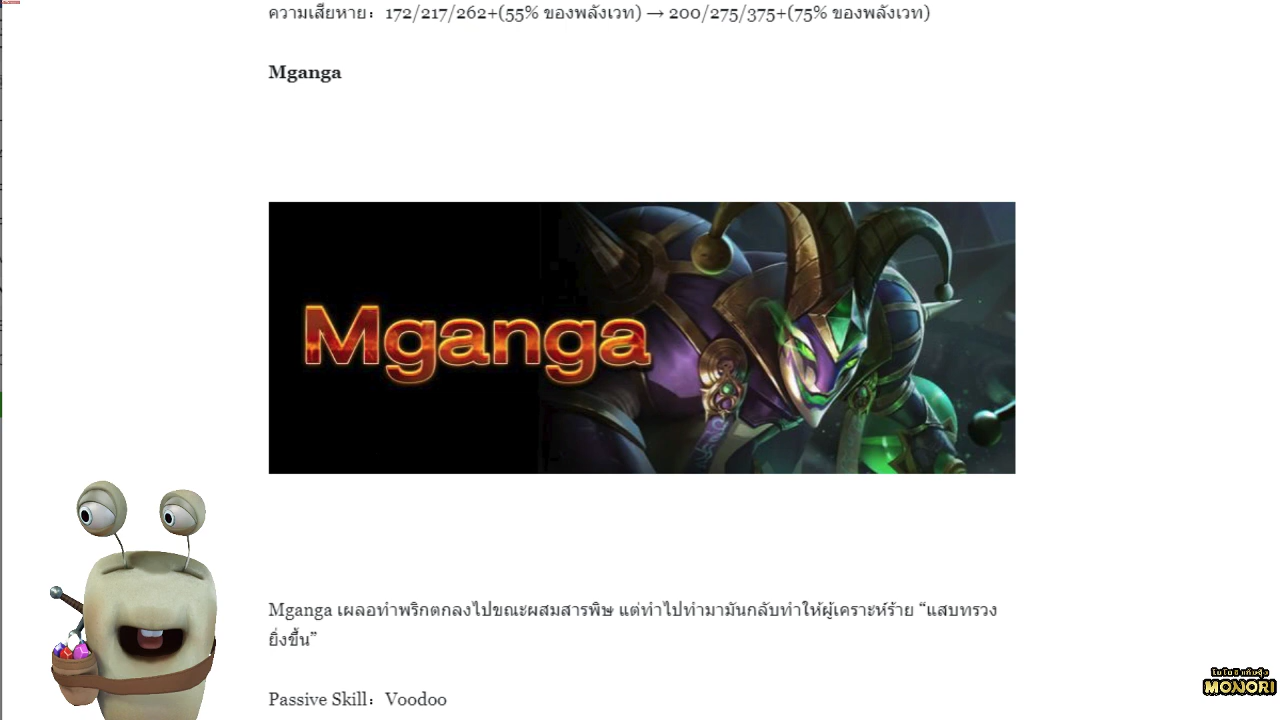 ความเสียหาย：172/217/262+(55% ของพลังเวท) → 200/275/375+(75% ของพลังเวท)
Mganga
Mganga
Mganga เผลอทำพริกตกลงไปขณะผสมสารพิษ แต่ทำไปทำมามันกลับทำให้ผู้เคราะห์ร้าย “แสบทรวง
ยิ่งขึ้น”
Passive Skill：Voodoo
MONORI